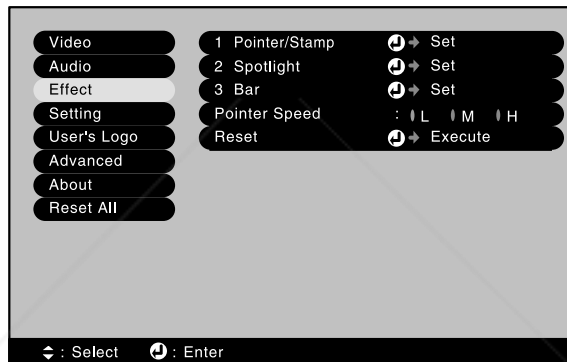 Video
Audio
Effect
Setting
User's Logo
Advanced
About
Reset All
1 Pointer/Stamp Set
2 Spotlight Set
3 Bar Set
Pointer Speed : L M H
Reset Execute
: Select : Enter